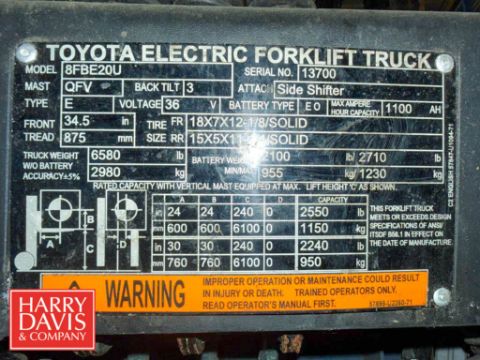 TOYOTA ELECTRIC FORKLIFT TRUCK
MODEL 8FBE20U SERIAL NO. 13700
MAST QFV BACK TILT 3 ATTACH Side Shifter
TYPE E VOLTAGE 36 V BATTERY TYPE E O MAX AMPERE HOUR CAPACITY 1100 AH
FRONT 34.5 in TIRE FR 18X7X12-1/8/SOLID
TREAD 875 mm SIZE RR 15X5X11- /SOLID
TRUCK WEIGHT 6580 lb BATTERY WEIGHT 2100 lb 2710 lb
W/O BATTERY ACCURACY±5% 2980 kg MIN 955 kg 1230 kg
RATED CAPACITY WITH VERTICAL MAST EQUIPPED AT MAX. LIFT HEIGHT 'C' AS SHOWN.
A B C D
in 24 24 240 0 2550 lb
mm 600 600 6100 0 1150 kg
in 30 30 240 0 2240 lb
mm 760 760 6100 0 950 kg
THIS FORKLIFT TRUCK
MEETS OR EXCEEDS DESIGN
SPECIFICATIONS OF ANSI/
ITSDF B56.1 ON THE
DATE OF MANUFACTURE.
WARNING
IMPROPER OPERATION OR MAINTENANCE COULD RESULT
IN INJURY OR DEATH. TRAINED OPERATORS ONLY.
READ OPERATOR'S MANUAL FIRST.
HARRY
DAVIS
& COMPANY